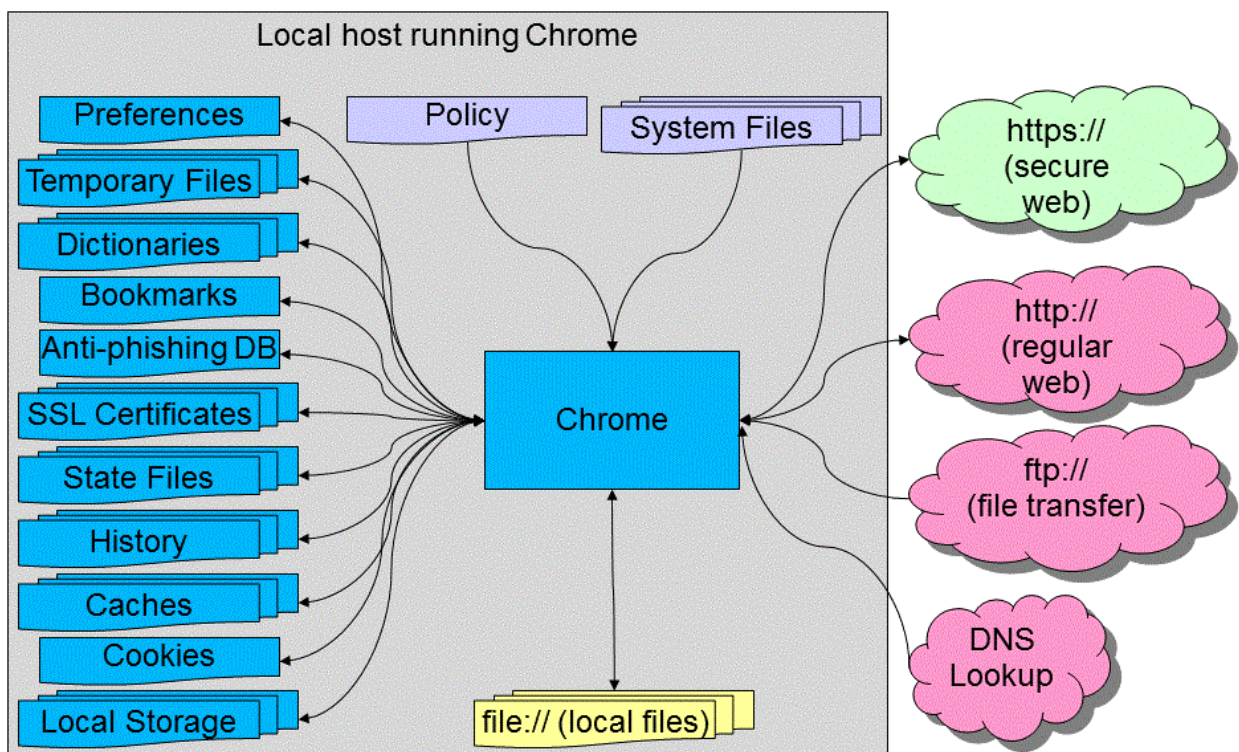 Local host running Chrome
Preferences
Temporary Files
Dictionaries
Bookmarks
Anti-phishing DB
SSL Certificates
State Files
History
Caches
Cookies
Local Storage
Policy
System Files
Chrome
file:// (local files)
https://
(secure
web)
http://
(regular
web)
ftp://
(file transfer)
DNS
Lookup